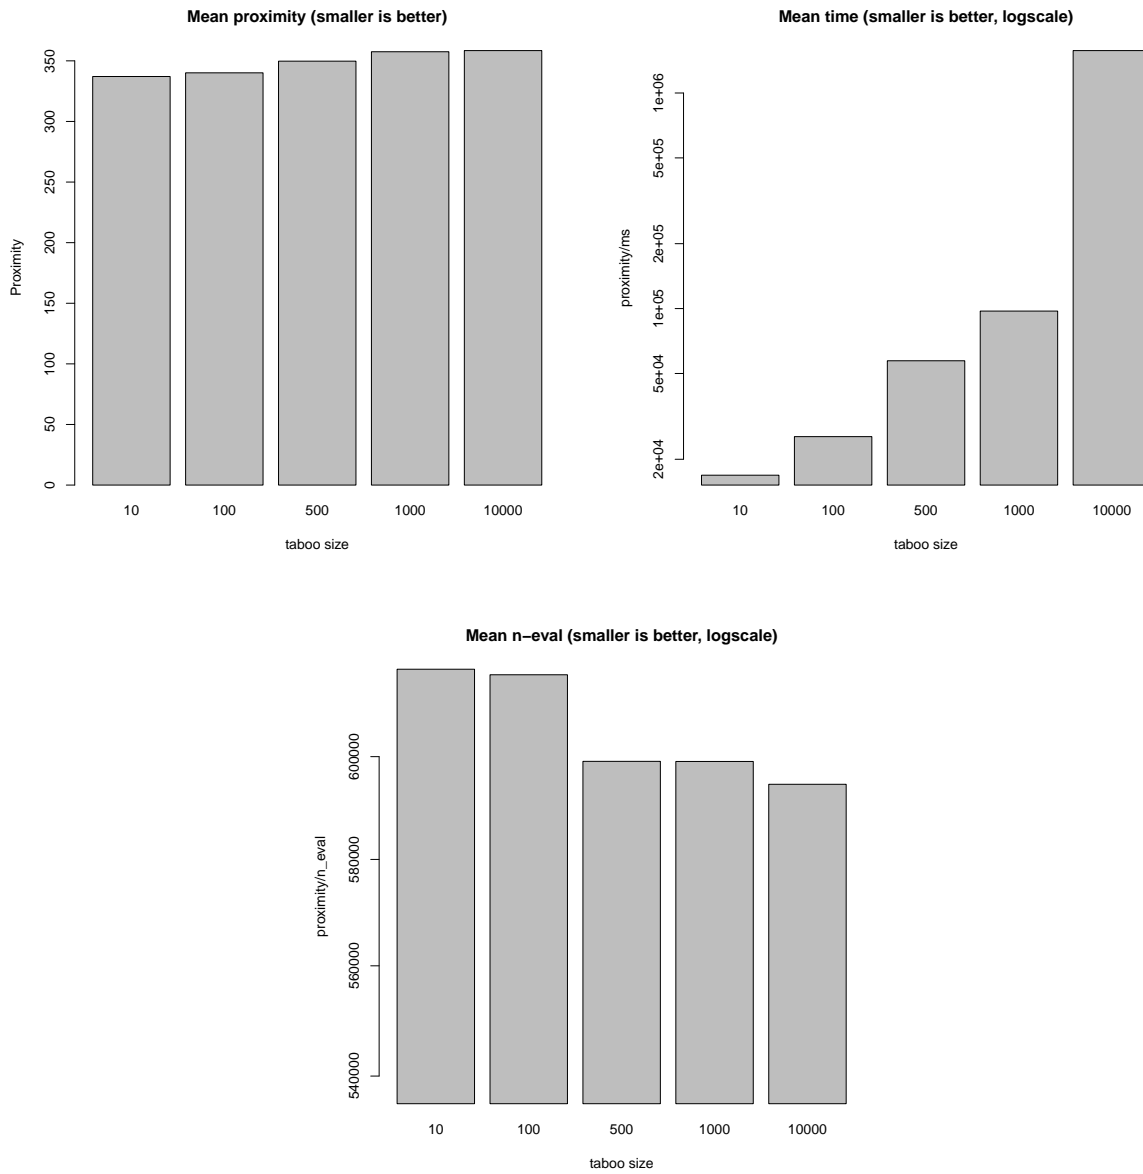 Mean proximity (smaller is better)
Proximity
0
50
100
150
200
250
300
350
10 100 500 1000 10000
taboo size
Mean time (smaller is better, logscale)
proximity/ms
2e+04
5e+04
1e+05
2e+05
5e+05
1e+06
10 100 500 1000 10000
taboo size
Mean n−eval (smaller is better, logscale)
proximity/n_eval
540000
560000
580000
600000
10 100 500 1000 10000
taboo size